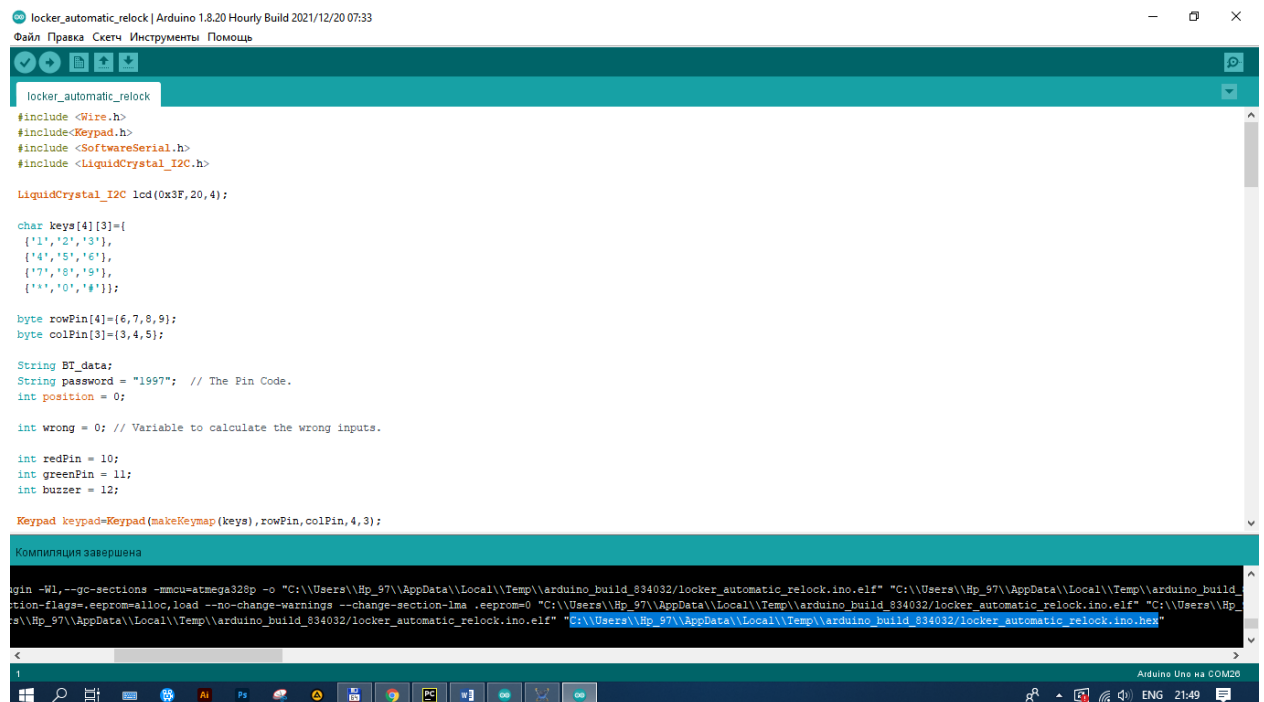 locker_automatic_relock | Arduino 1.8.20 Hourly Build 2021/12/20 07:33
Файл Правка Скетч Инструменты Помощь
locker_automatic_relock
#include <Wire.h>
#include<Keypad.h>
#include <SoftwareSerial.h>
#include <LiquidCrystal_I2C.h>
LiquidCrystal_I2C lcd(0x3F,20,4);
char keys[4][3]={
{'1','2','3'},
{'4','5','6'},
{'7','8','9'},
{'*','0','#'}};
byte rowPin[4]={6,7,8,9};
byte colPin[3]={3,4,5};
String BT_data;
String password = "1997";  // The Pin Code.
int position = 0;
int wrong = 0; // Variable to calculate the wrong inputs.
int redPin = 10;
int greenPin = 11;
int buzzer = 12;
Keypad keypad=Keypad(makeKeymap(keys),rowPin,colPin,4,3);
Компиляция завершена
gin -Wl,--gc-sections -mmcu=atmega328p -o "C:\\Users\\Hp_97\\AppData\\Local\\Temp\\arduino_build_834032/locker_automatic_relock.ino.elf" "C:\\Users\\Hp_97\\AppData\\Local\\Temp\\arduino_build_
tion-flags=.eeprom=alloc,load --no-change-warnings --change-section-lma .eeprom=0 "C:\\Users\\Hp_97\\AppData\\Local\\Temp\\arduino_build_834032/locker_automatic_relock.ino.elf" "C:\\Users\\Hp_
rs\\Hp_97\\AppData\\Local\\Temp\\arduino_build_834032/locker_automatic_relock.ino.elf" "C:\\Users\\Hp_97\\AppData\\Local\\Temp\\arduino_build_834032/locker_automatic_relock.ino.hex"
1
Arduino Uno на COM26
Ai Ps PC ENG 21:49